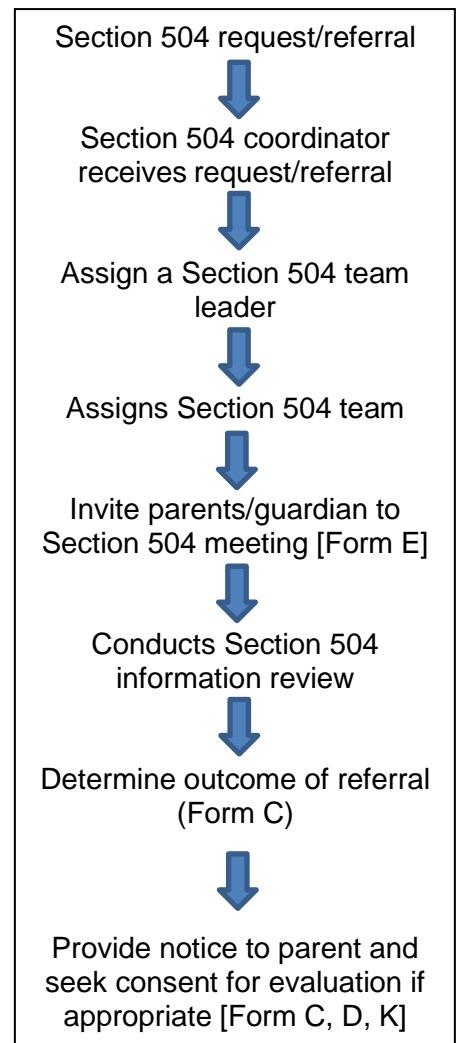 Section 504 request/referral
Section 504 coordinator
receives request/referral
Assign a Section 504 team
leader
Assigns Section 504 team
Invite parents/guardian to
Section 504 meeting [Form E]
Conducts Section 504
information review
Determine outcome of referral
(Form C)
Provide notice to parent and
seek consent for evaluation if
appropriate [Form C, D, K]